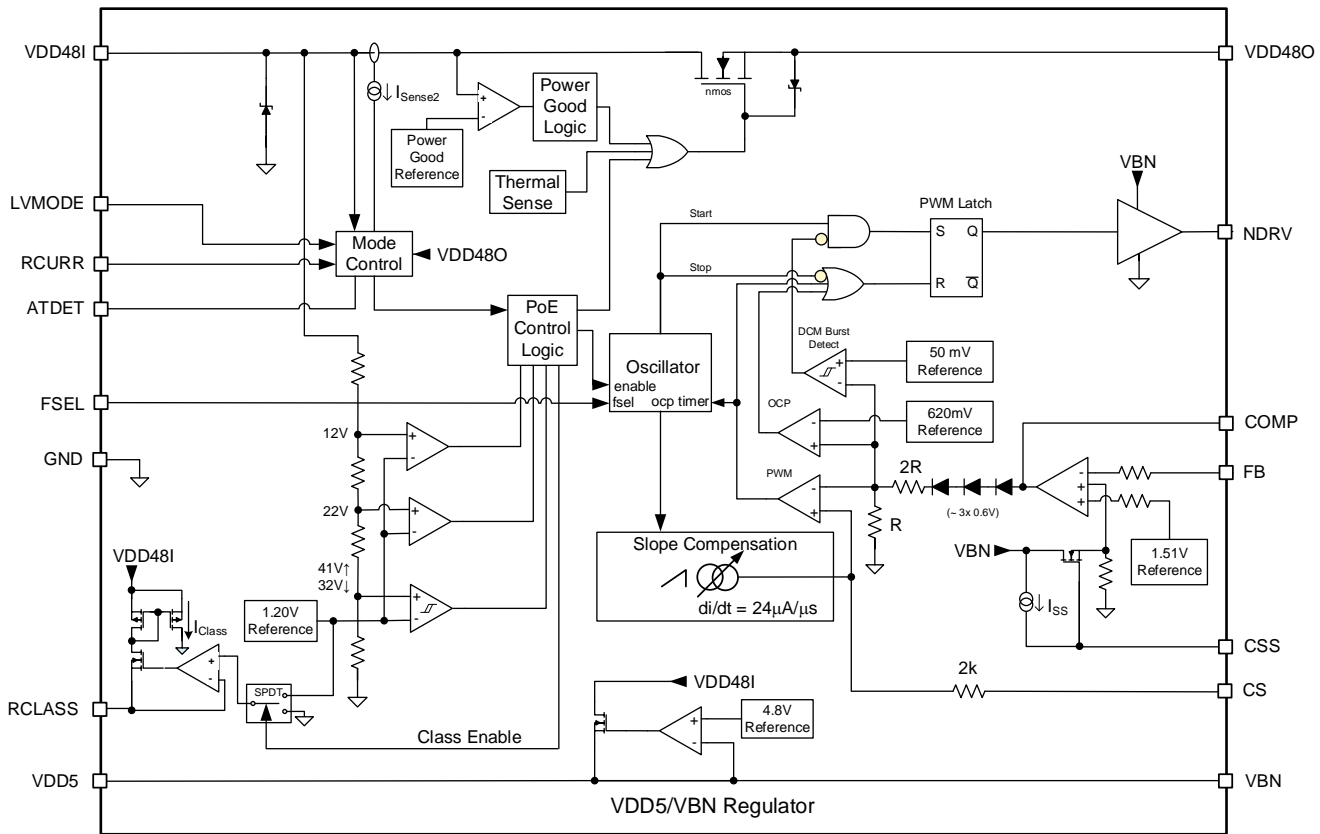 VDD48I
VDD48O
↓ ISense2
nmos
Power
Good
Logic
Power
Good
Reference
Thermal
Sense
VBN
LVMODE
Start
PWM Latch
S Q
Mode
Control
NDRV
RCURR
VDD48O
Stop
R Q̅
ATDET
PoE
Control
Logic
DCM Burst
Detect
50 mV
Reference
Oscillator
enable
fsel
ocp timer
FSEL
OCP
620mV
Reference
COMP
12V
GND
2R
FB
PWM
(~ 3x 0.6V)
22V
R
Slope Compensation
VDD48I
VBN
1.51V
Reference
41V↑
32V↓
di/dt = 24µA/µs
↓ ISS
1.20V
Reference
↓ IClass
CSS
2k
SPDT
VDD48I
CS
RCLASS
4.8V
Reference
Class Enable
VDD5
VBN
VDD5/VBN Regulator